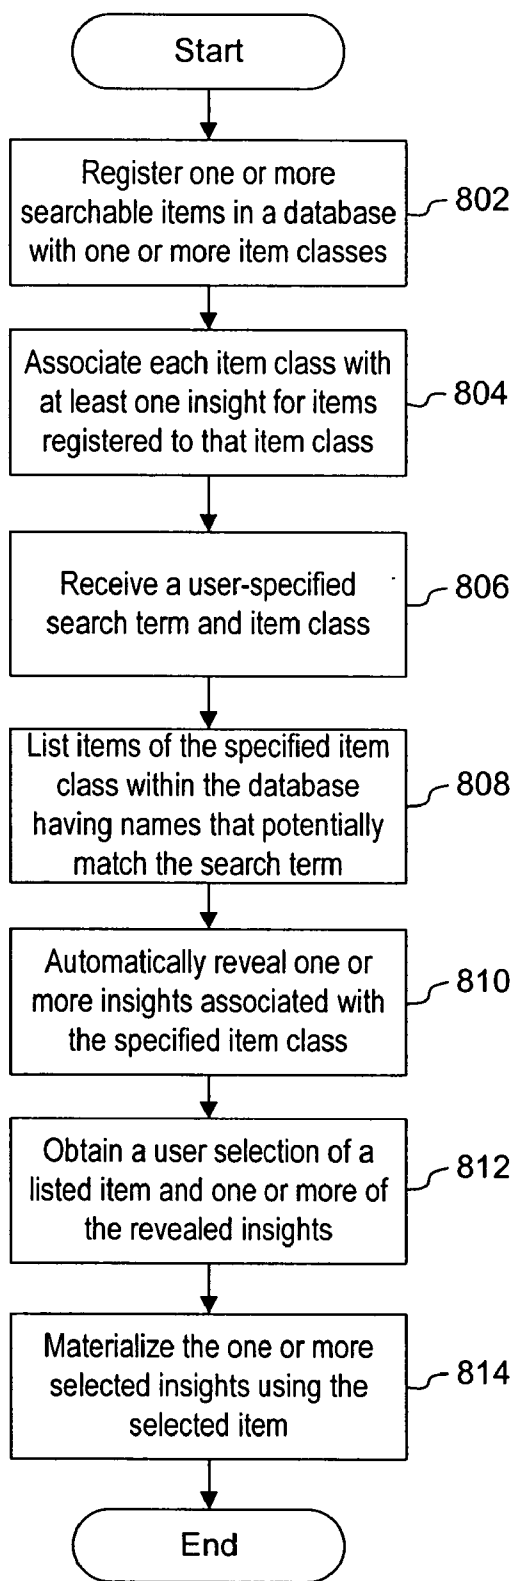 Start
Register one or more
searchable items in a database
with one or more item classes
802
Associate each item class with
at least one insight for items
registered to that item class
804
Receive a user-specified
search term and item class
806
List items of the specified item
class within the database
having names that potentially
match the search term
808
Automatically reveal one or
more insights associated with
the specified item class
810
Obtain a user selection of a
listed item and one or more of
the revealed insights
812
Materialize the one or more
selected insights using the
selected item
814
End